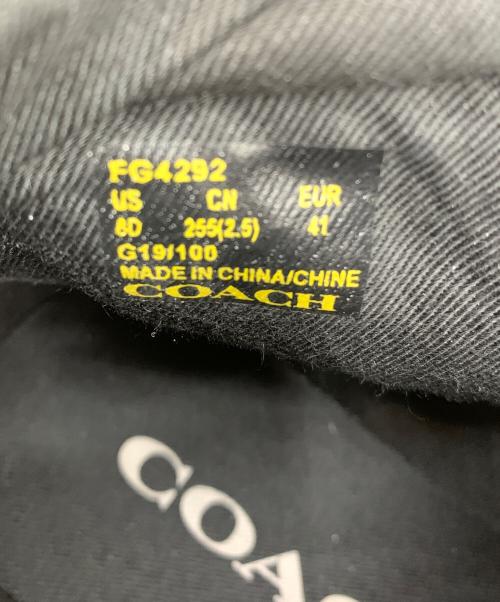 FG4292
US CN EUR
8D 255(2.5) 41
G19/100
MADE IN CHINA/CHINE
COACH
COA